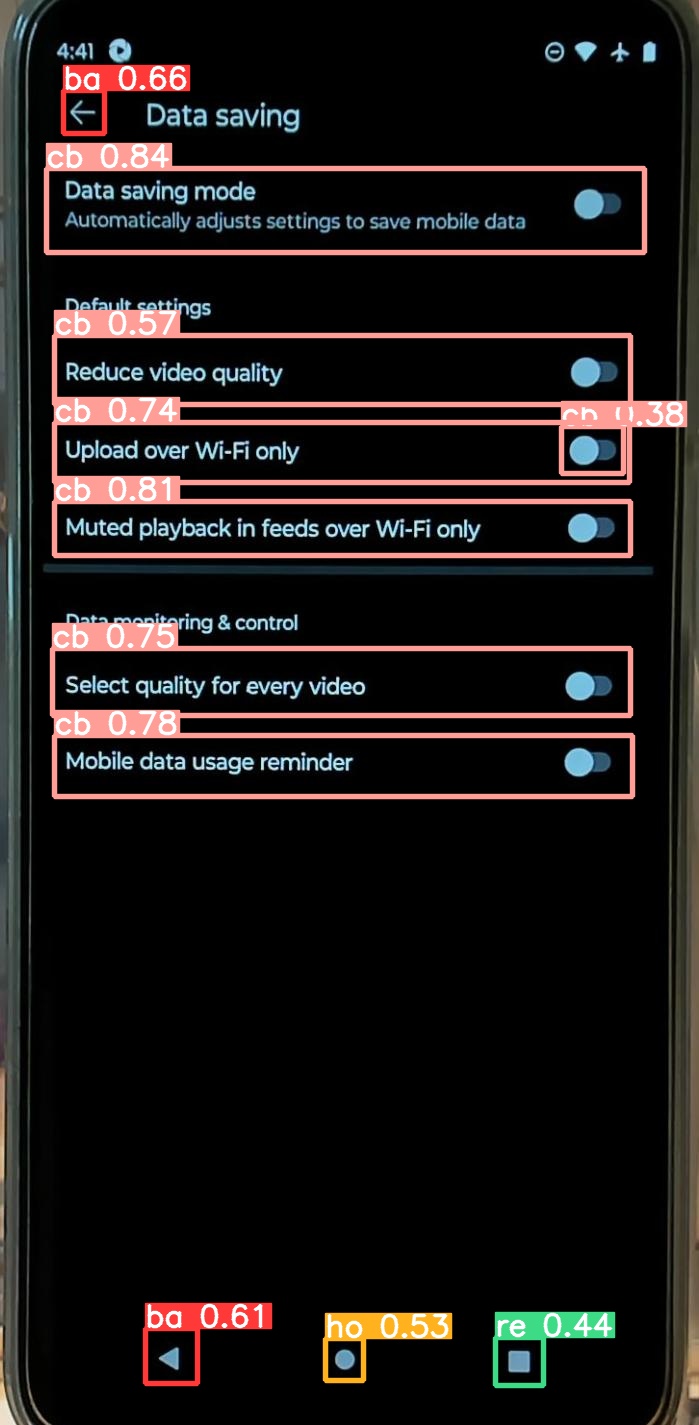 4:41
ba 0.66
Data saving
cb 0.84
Data saving mode
Automatically adjusts settings to save mobile data
Default settings
cb 0.57
Reduce video quality
cb 0.74
cb 0.38
Upload over Wi-Fi only
cb 0.81
Muted playback in feeds over Wi-Fi only
Data monitoring & control
cb 0.75
Select quality for every video
cb 0.78
Mobile data usage reminder
ba 0.61
ho 0.53
re 0.44